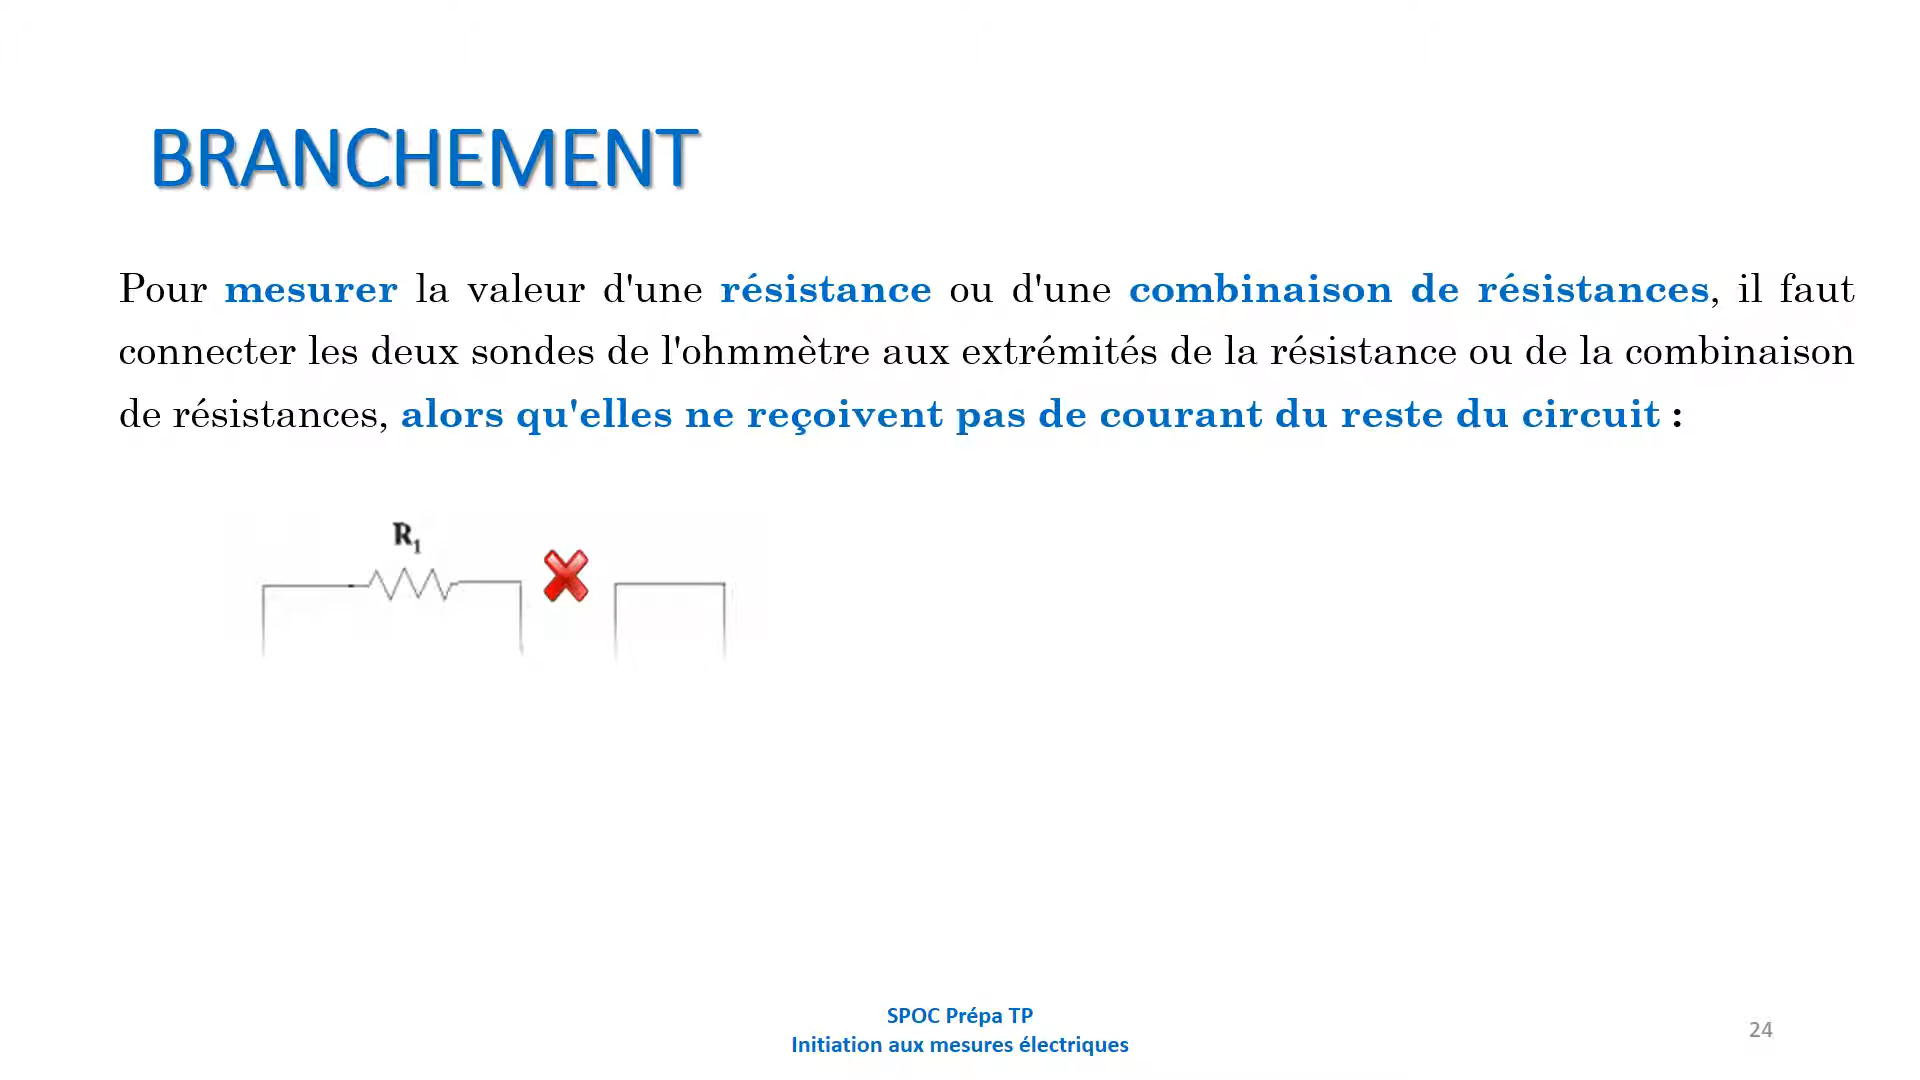 BRANCHEMENT
Pour mesurer la valeur d'une résistance ou d'une combinaison de résistances, il faut
connecter les deux sondes de l'ohmmètre aux extrémités de la résistance ou de la combinaison
de résistances, alors qu'elles ne reçoivent pas de courant du reste du circuit :
R₁
SPOC Prépa TP
Initiation aux mesures électriques
24